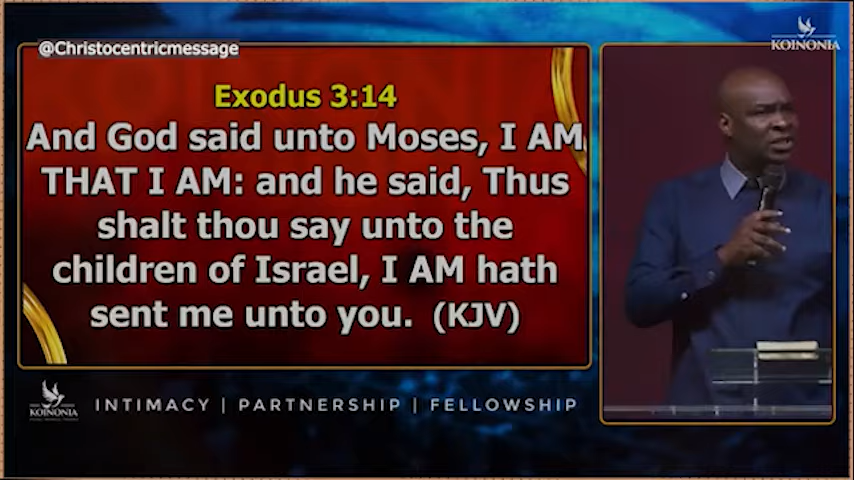 @Christocentricmessage
KOINONIA
Exodus 3:14
And God said unto Moses, I AM
THAT I AM: and he said, Thus
shalt thou say unto the
children of Israel, I AM hath
sent me unto you. (KJV)
KOINONIA
INTIMACY | PARTNERSHIP | FELLOWSHIP